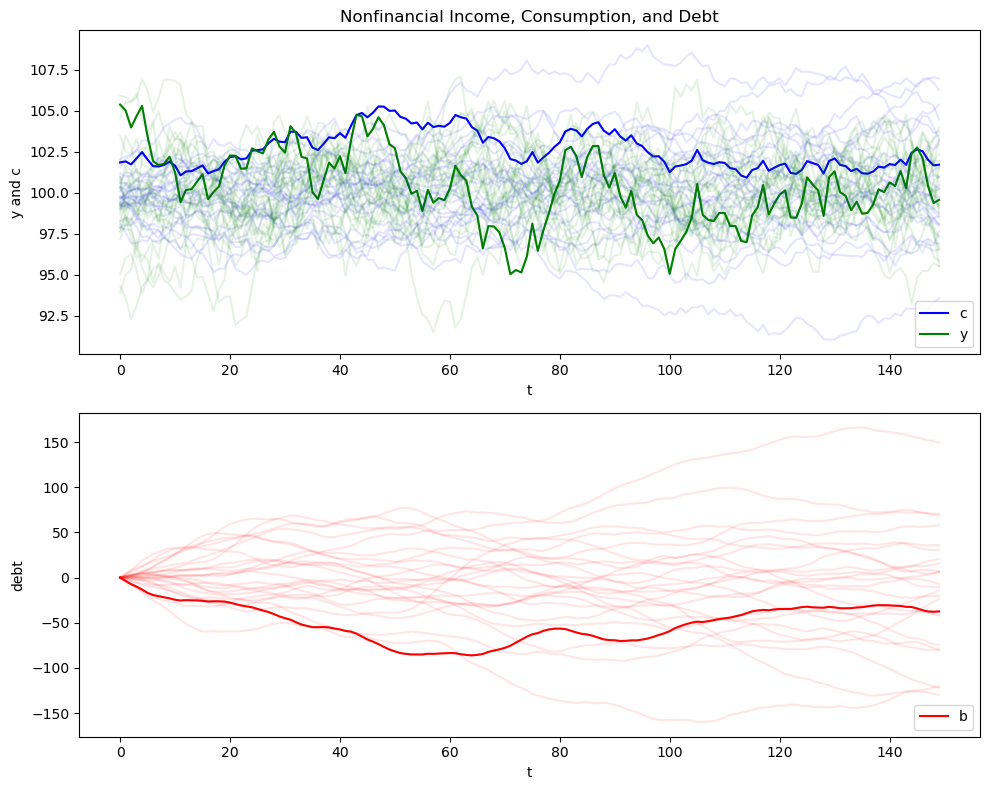 Nonfinancial Income, Consumption, and Debt
y and c
107.5
105.0
102.5
100.0
97.5
95.0
92.5
c
y
0 20 40 60 80 100 120 140
t
debt
150
100
50
0
−50
−100
−150
b
0 20 40 60 80 100 120 140
t